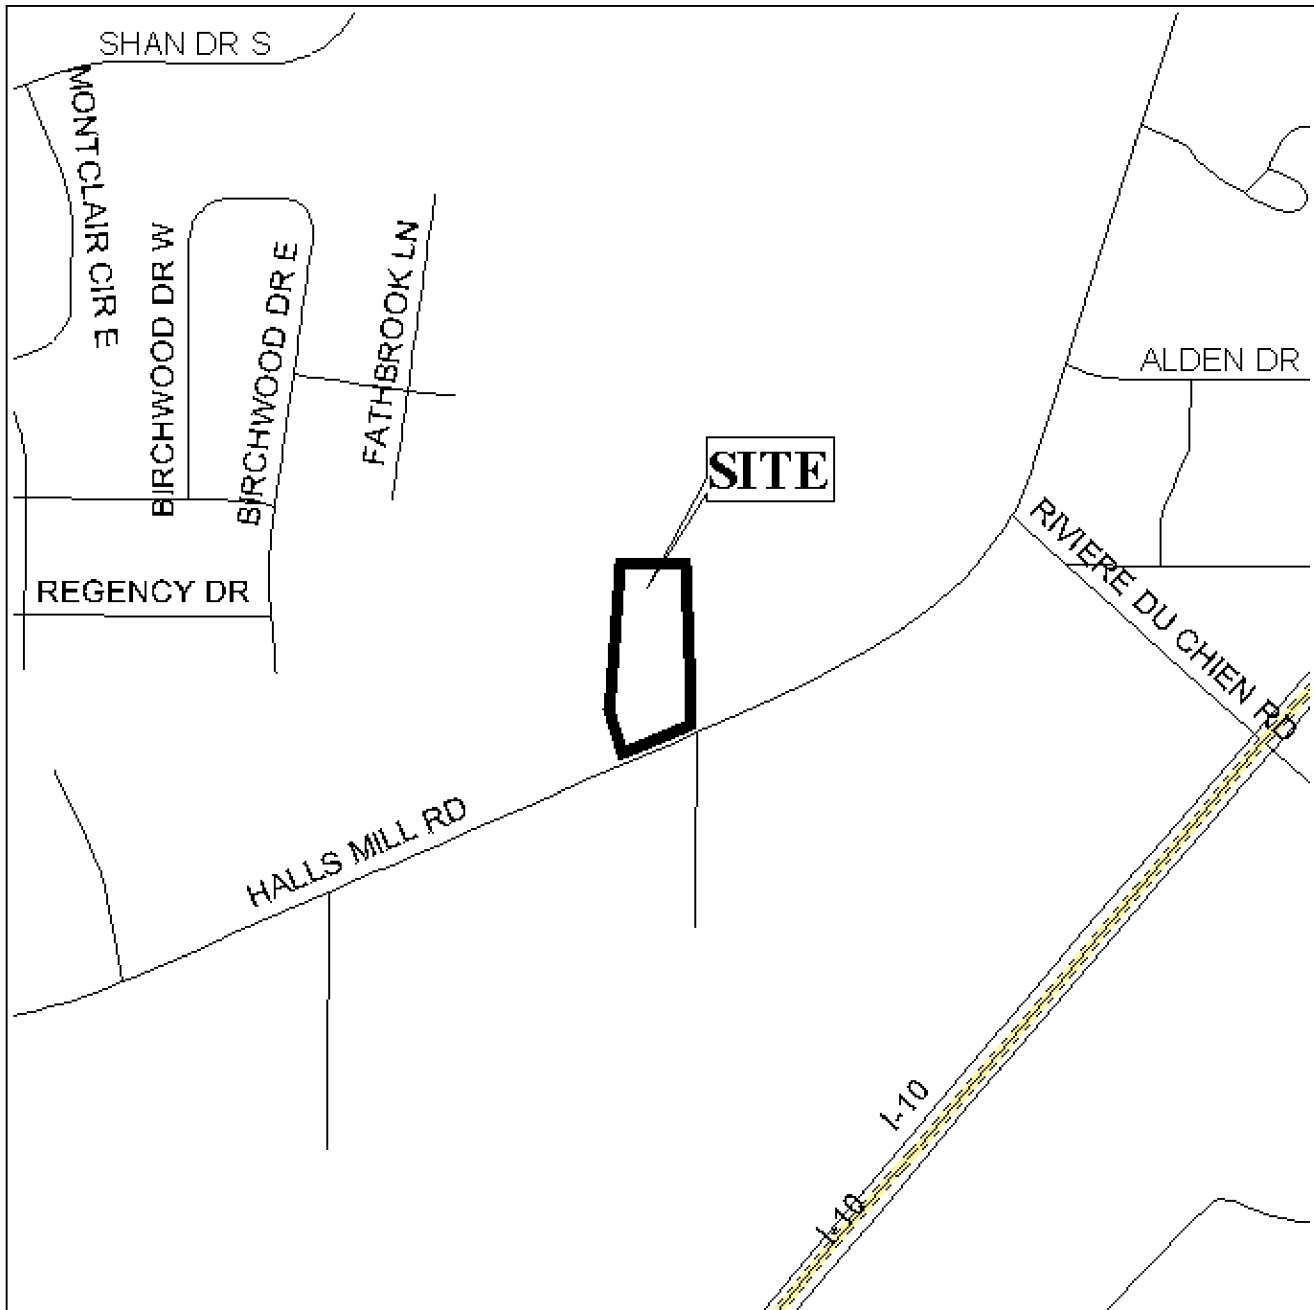 SHAN DR S
MONTCLAIR CIR E
BIRCHWOOD DR W
BIRCHWOOD DR E
FATHBROOK LN
ALDEN DR
SITE
RIVIERE DU CHIEN RD
REGENCY DR
HALLS MILL RD
I-10
I-10